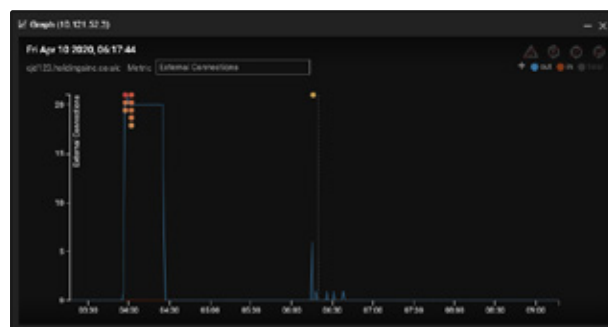 Graph (10.121.52.3)
Fri Apr 10 2020, 06:17:44
Metric External Connections
out in
External Connections
20
15
10
5
0
03:30 04:00 04:30 05:00 05:30 06:00 06:30 07:00 07:30 08:00 08:30 09:00